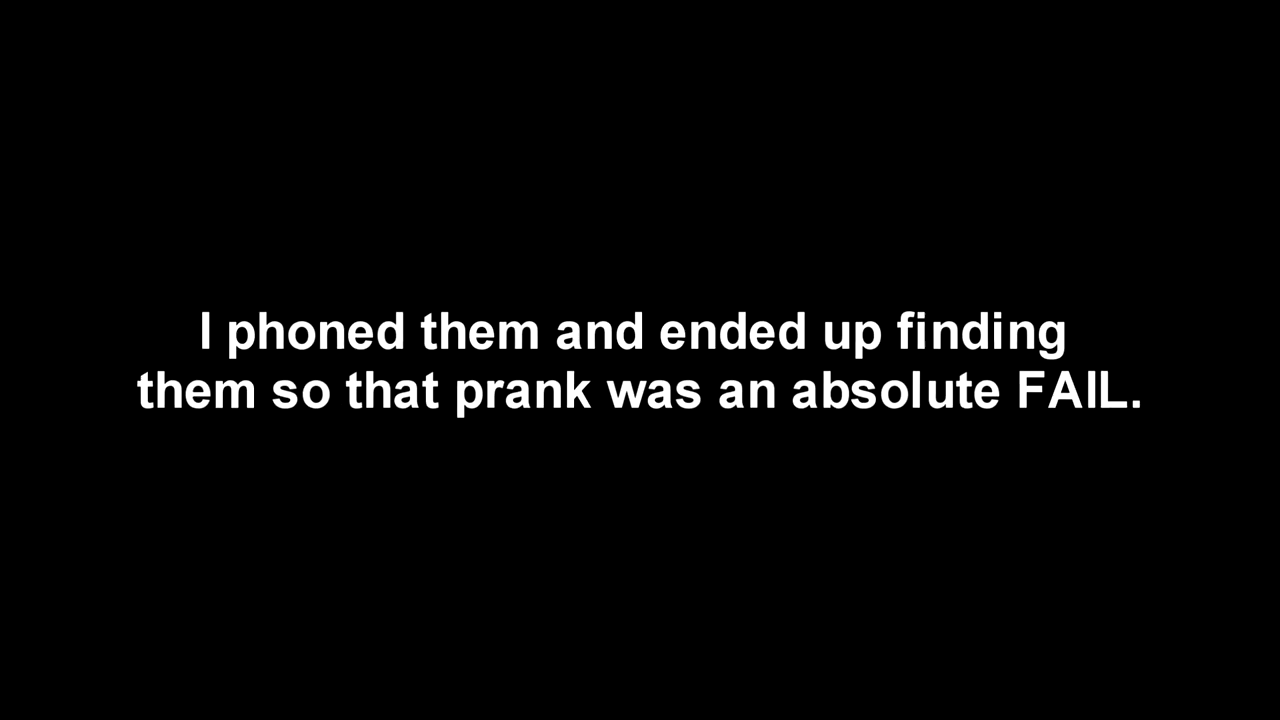 I phoned them and ended up finding
them so that prank was an absolute FAIL.